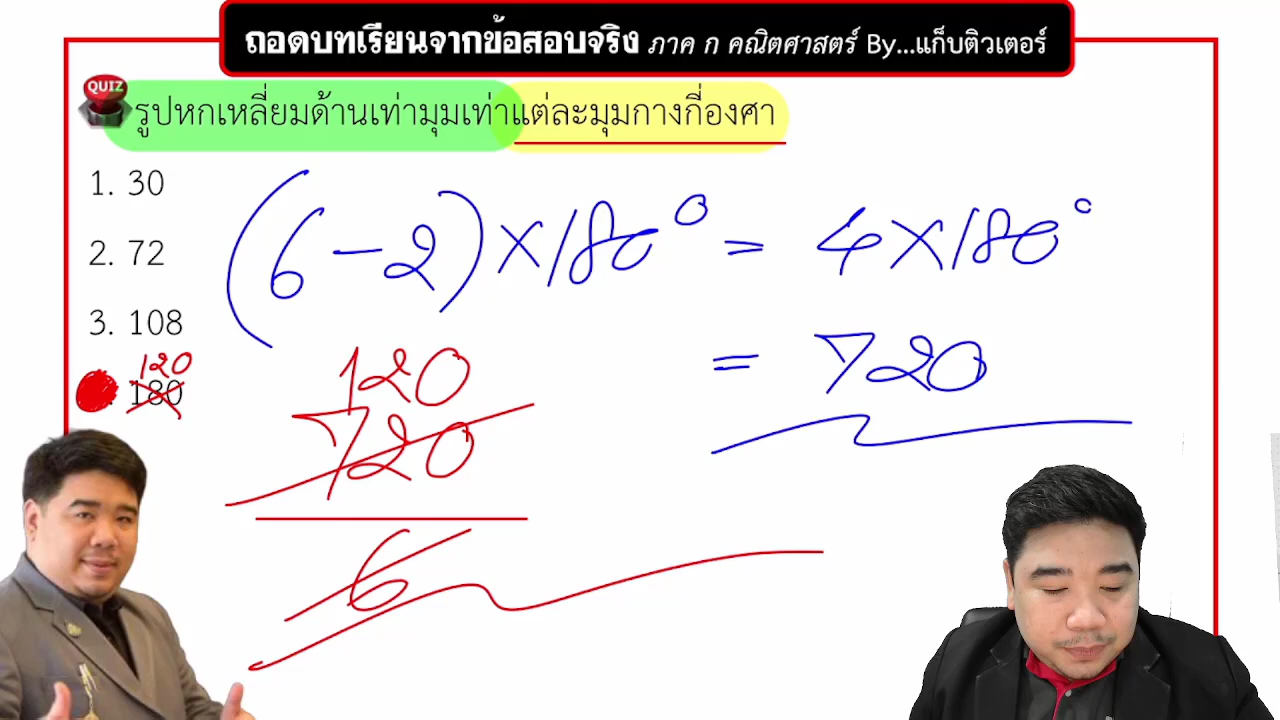 ถอดบทเรียนจากข้อสอบจริง ภาค ก คณิตศาสตร์ By...แก็บติวเตอร์
QUIZ
รูปหกเหลี่ยมด้านเท่ามุมเท่าแต่ละมุมกางกี่องศา
1. 30
2. 72
3. 108
120
180
(6-2)×180° = 4×180°
= 720
120
720
6